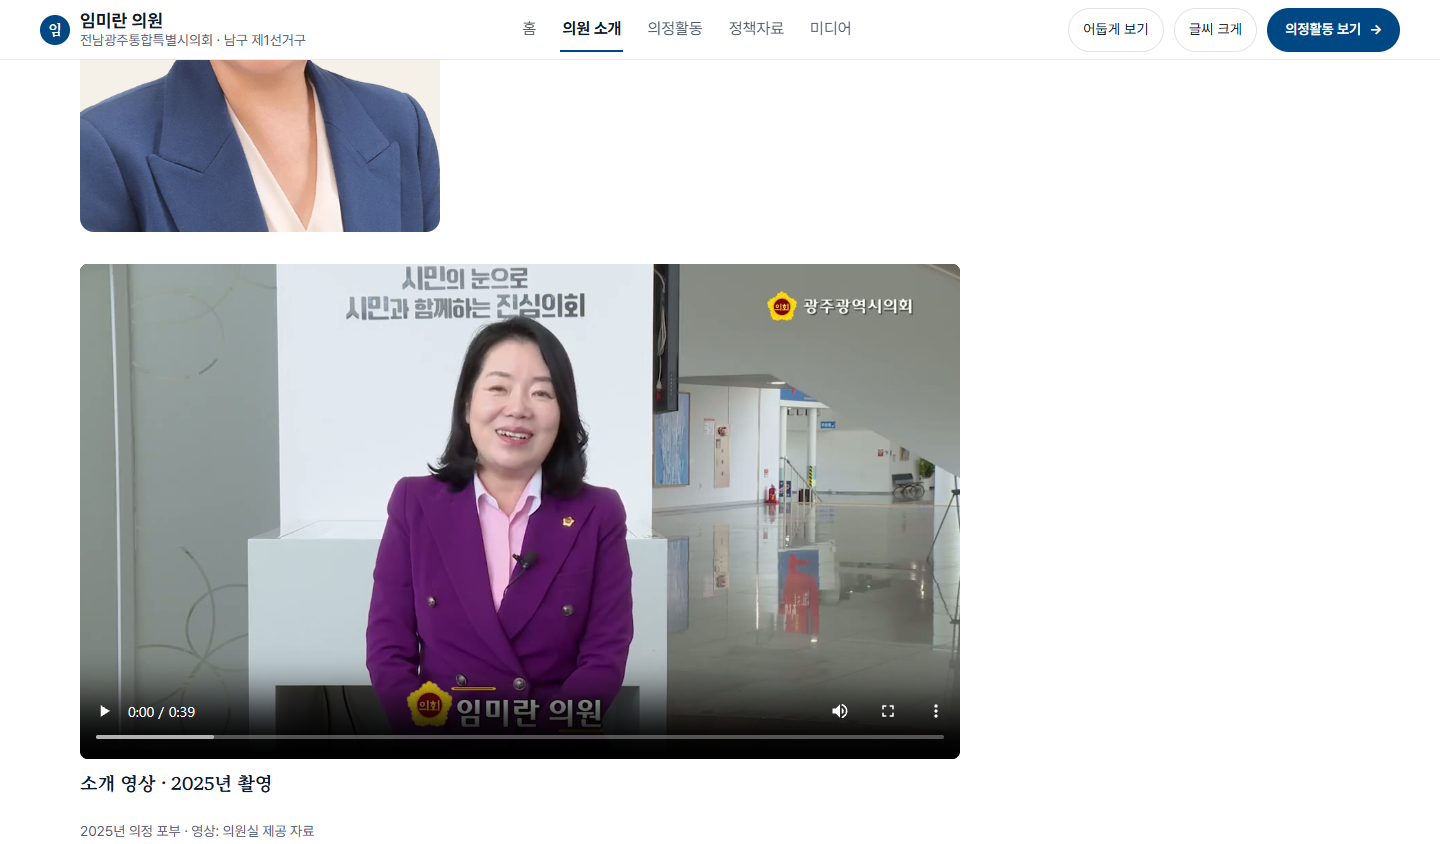 임
임미란 의원
전남광주통합특별시의회 · 남구 제1선거구
홈
의원 소개
의정활동
정책자료
미디어
어둡게 보기
글씨 크게
의정활동 보기 →
시민의 눈으로
시민과 함께하는 진심의회
의회 광주광역시의회
의회 임미란 의원
0:00 / 0:39
소개 영상 · 2025년 촬영
2025년 의정 포부 · 영상: 의원실 제공 자료